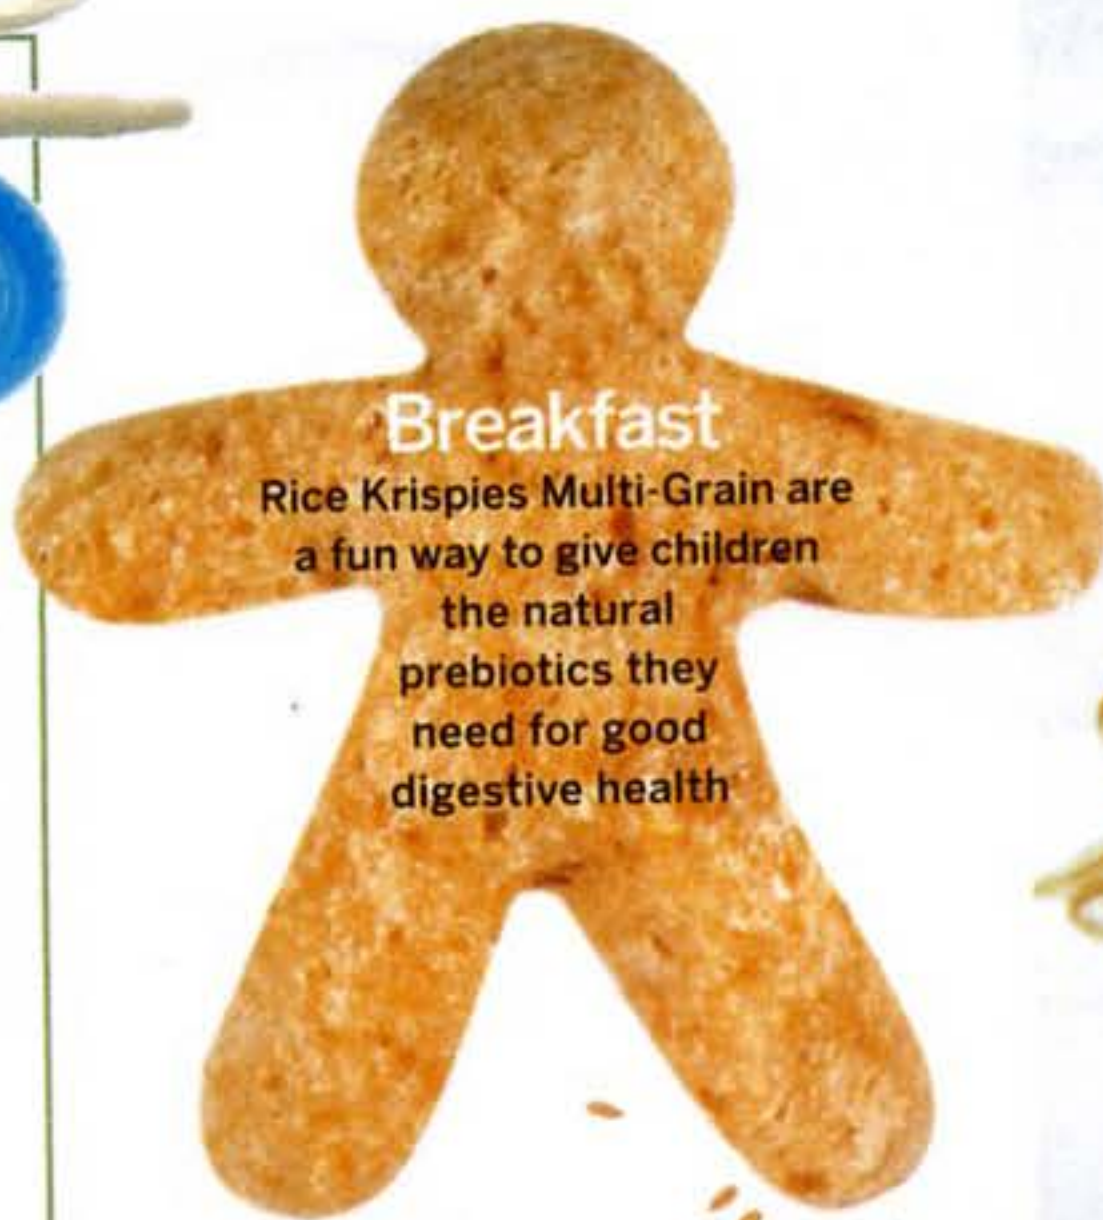 Breakfast
Rice Krispies Multi-Grain are
a fun way to give children
the natural
prebiotics they
need for good
digestive health